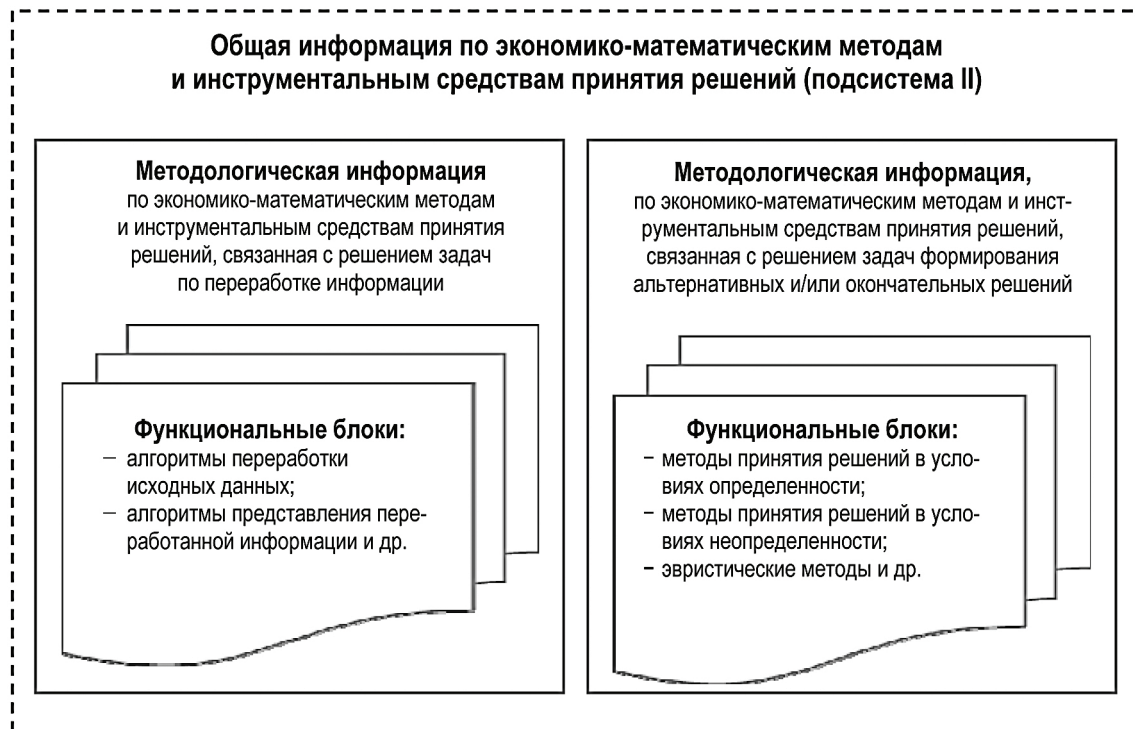 Общая информация по экономико-математическим методам
и инструментальным средствам принятия решений (подсистема II)
Методологическая информация
по экономико-математическим методам
и инструментальным средствам принятия
решений, связанная с решением задач
по переработке информации
Функциональные блоки:
– алгоритмы переработки
исходных данных;
– алгоритмы представления пере-
работанной информации и др.
Методологическая информация,
по экономико-математическим методам и инст-
рументальным средствам принятия решений,
связанная с решением задач формирования
альтернативных и/или окончательных решений
Функциональные блоки:
- методы принятия решений в усло-
виях определенности;
- методы принятия решений в усло-
виях неопределенности;
- эвристические методы и др.